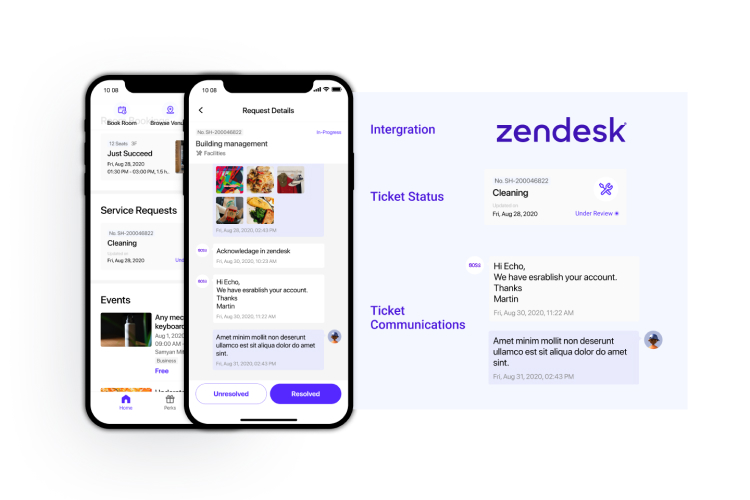 10:08
Book Room
Browse Venu
12 Seats 3F
Just Succeed
Fri, Aug 28, 2020
01:30 PM - 03:00 PM, 1.5 h..
Service Requests
No. SH-200046822
Cleaning
Updated on
Fri, Aug 28, 2020
Und
Events
Any mec
keyboard
Aug 1, 2020
09:00 AM
Samyan Mi
Business
Free
Home
Perks
10:08
Request Details
No. SH-200046822
In-Progress
Building management
Facilities
Fri, Aug 28, 2020, 02:43 PM
Acknowledage in zendesk
Fri, Aug 30, 2020, 10:23 AM
Hi Echo,
We have esrablish your account.
Thanks
Martin
Fri, Aug 30, 2020, 11:22 AM
Amet minim mollit non deserunt
ullamco est sit aliqua dolor do amet
sint.
Fri, Aug 31, 2020, 02:43 PM
Unresolved
Resolved
Intergration
zendesk
Ticket Status
No. SH-200046822
Cleaning
Updated on
Fri, Aug 28, 2020
Under Review
Ticket
Communications
Hi Echo,
We have esrablish your account.
Thanks
Martin
Fri, Aug 30, 2020, 11:22 AM
Amet minim mollit non deserunt
ullamco est sit aliqua dolor do amet
sint.
Fri, Aug 31, 2020, 02:43 PM